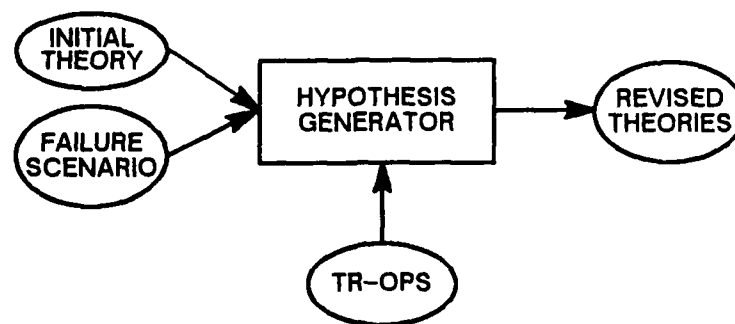 INITIAL
THEORY
FAILURE
SCENARIO
HYPOTHESIS
GENERATOR
REVISED
THEORIES
TR-OPS